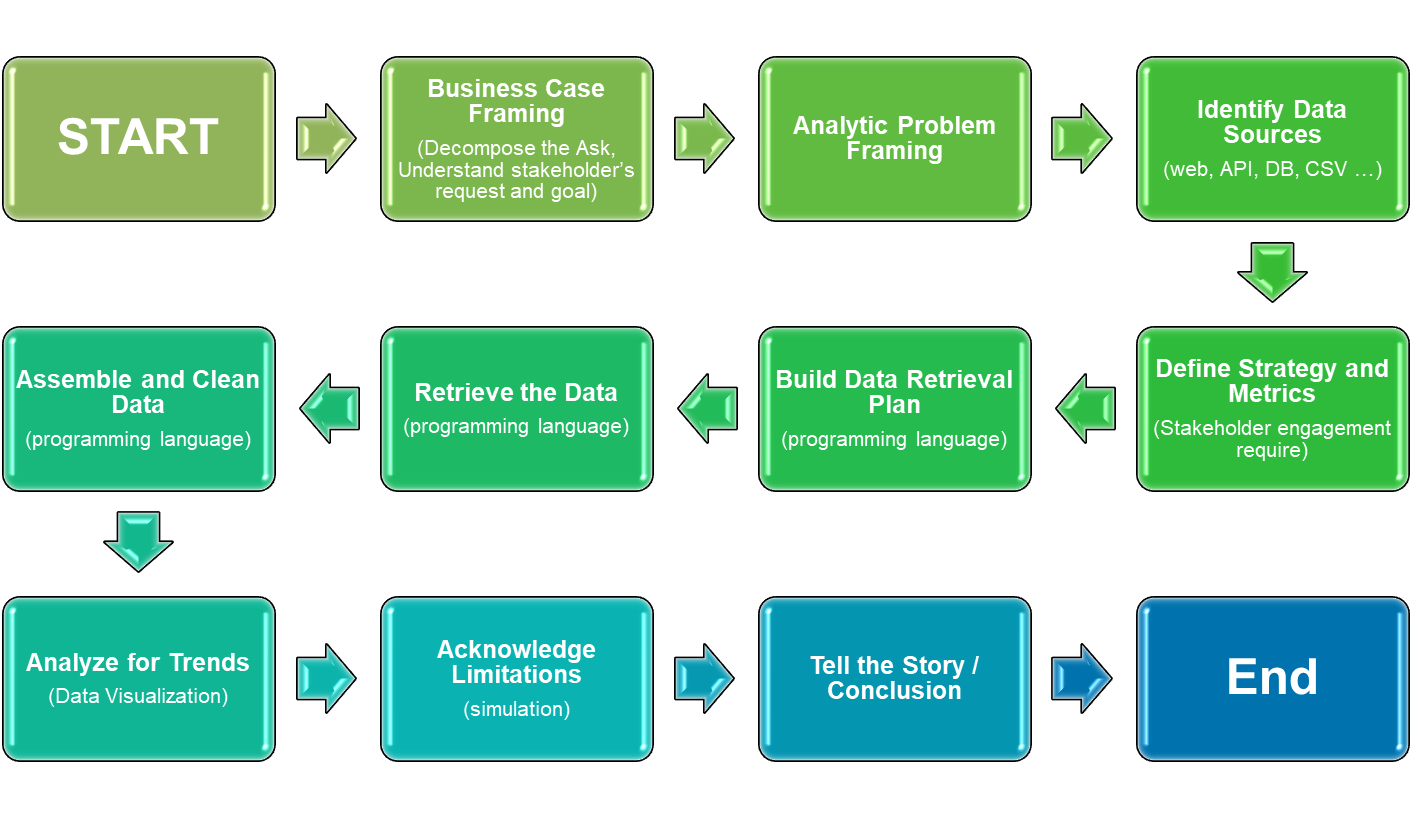 START
Business Case
Framing
(Decompose the Ask,
Understand stakeholder's
request and goal)
Analytic Problem
Framing
Identify Data
Sources
(web, API, DB, CSV …)
Define Strategy and
Metrics
(Stakeholder engagement
require)
Build Data Retrieval
Plan
(programming language)
Retrieve the Data
(programming language)
Assemble and Clean
Data
(programming language)
Analyze for Trends
(Data Visualization)
Acknowledge
Limitations
(simulation)
Tell the Story /
Conclusion
End